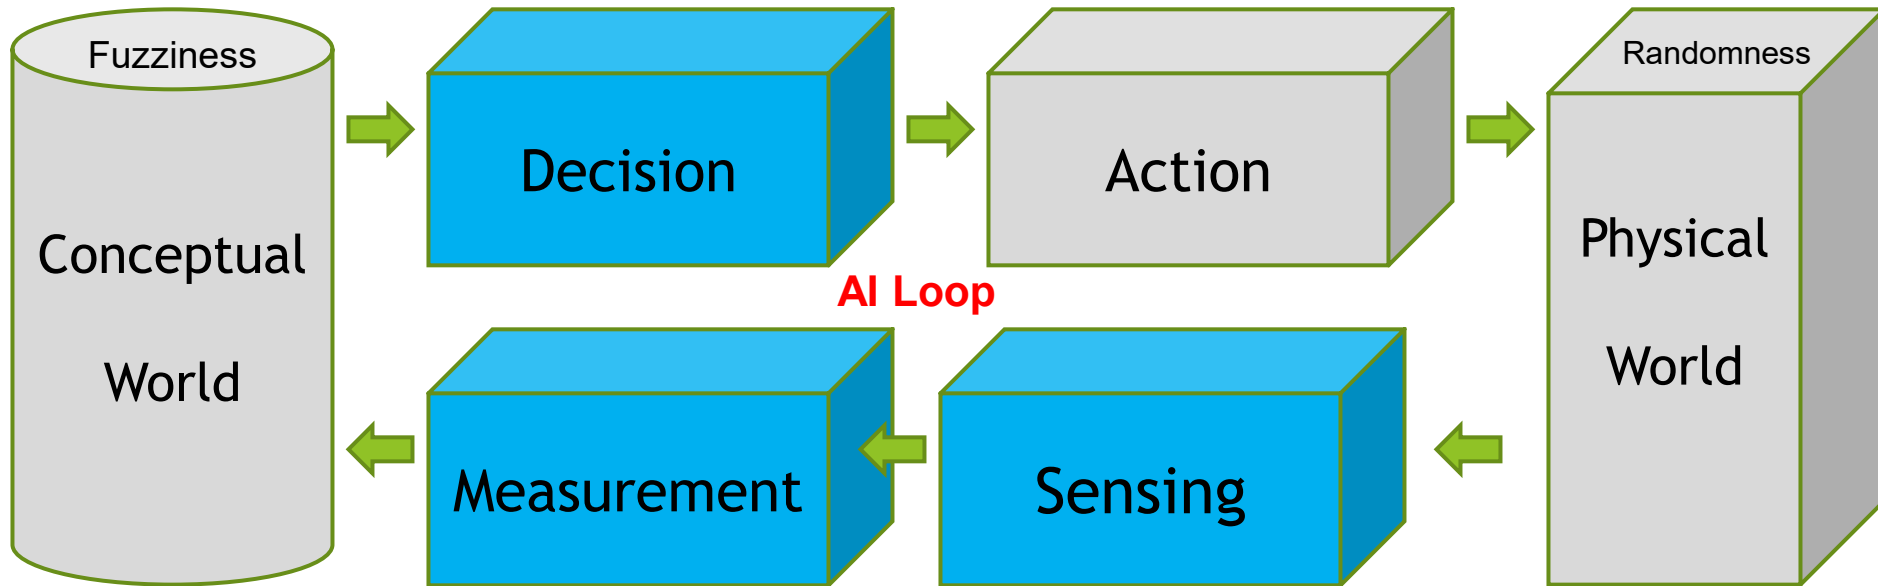 Fuzziness
Randomness
Decision
Action
Conceptual
World
Physical
World
AI Loop
Measurement
Sensing